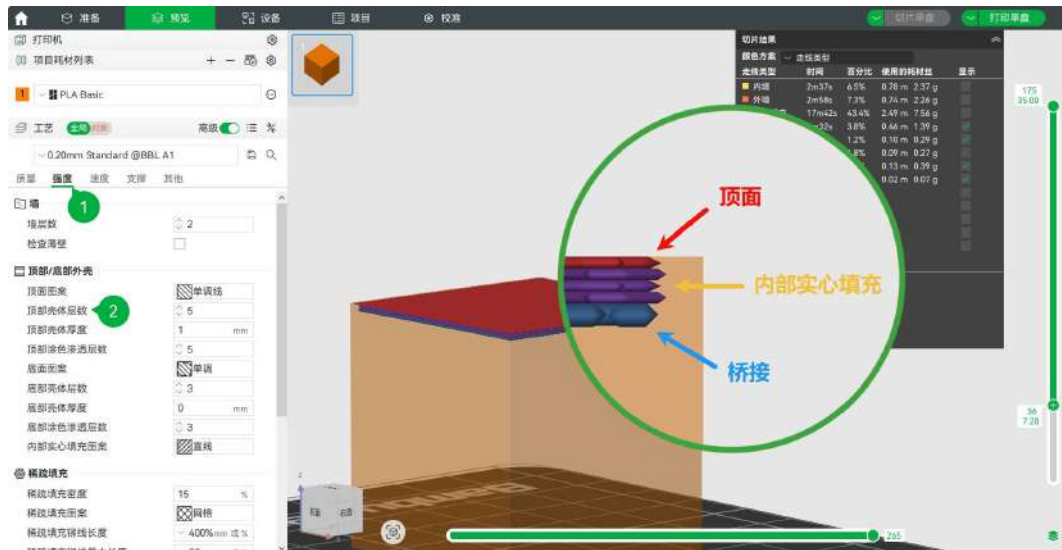 准备
预览
设备
项目
校准
切片单盘
打印单盘
打印机
项目耗材列表
1
PLA Basic
工艺
全局
对象
高级
0.20mm Standard @BBL A1
质量
强度
速度
支撑
其他
1
墙
墙层数
2
检查薄壁
顶部/底部外壳
顶面图案
单调线
顶部壳体层数
2
5
顶部壳体厚度
1
mm
顶部涂色渗透层数
5
底面图案
单调
底部壳体层数
3
底部壳体厚度
0
mm
底部涂色渗透层数
3
内部实心填充图案
直线
稀疏填充
稀疏填充密度
15
%
稀疏填充图案
网格
稀疏填充锚线长度
400%
mm 或 %
切片结果
颜色方案
走线类型
走线类型 时间 百分比 使用的耗材丝 显示
内墙 2m37s 6.5% 0.78 m 2.37 g
外墙 2m58s 7.3% 0.74 m 2.26 g
17m42s 43.4% 2.49 m 7.56 g
32s 3.8% 0.46 m 1.39 g
1.2% 0.10 m 0.29 g
8% 0.09 m 0.27 g
0.13 m 0.39 g
0.02 m 0.07 g
顶面
内部实心填充
桥接
175
35.00
36
7.20
265